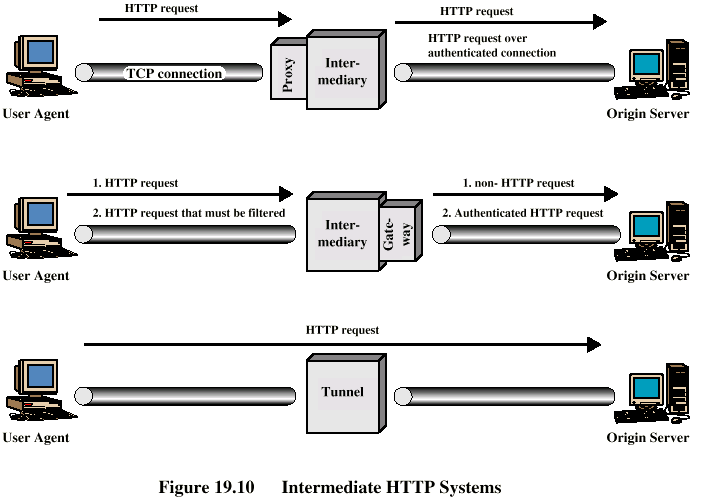 HTTP request
HTTP request
HTTP request over
authenticated connection
TCP connection
Proxy
Inter-
mediary
User Agent
Origin Server
1. HTTP request
2. HTTP request that must be filtered
Inter-
mediary
Gate-
way
1. non- HTTP request
2. Authenticated HTTP request
User Agent
Origin Server
HTTP request
Tunnel
User Agent
Origin Server
Figure 19.10 Intermediate HTTP Systems